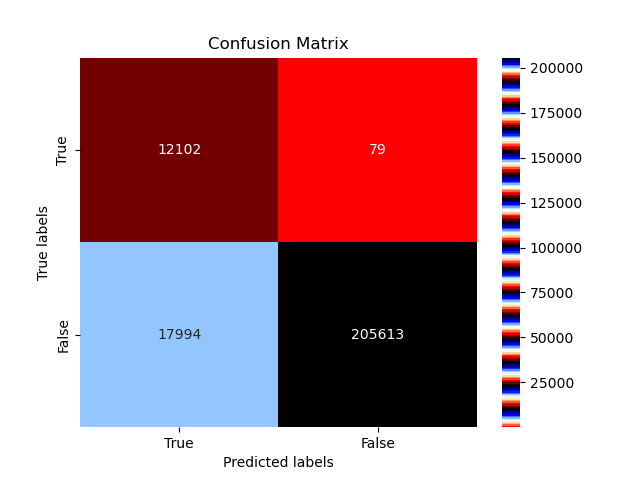 Confusion Matrix
True labels
True
12102
79
False
17994
205613
True
False
Predicted labels
200000
175000
150000
125000
100000
75000
50000
25000